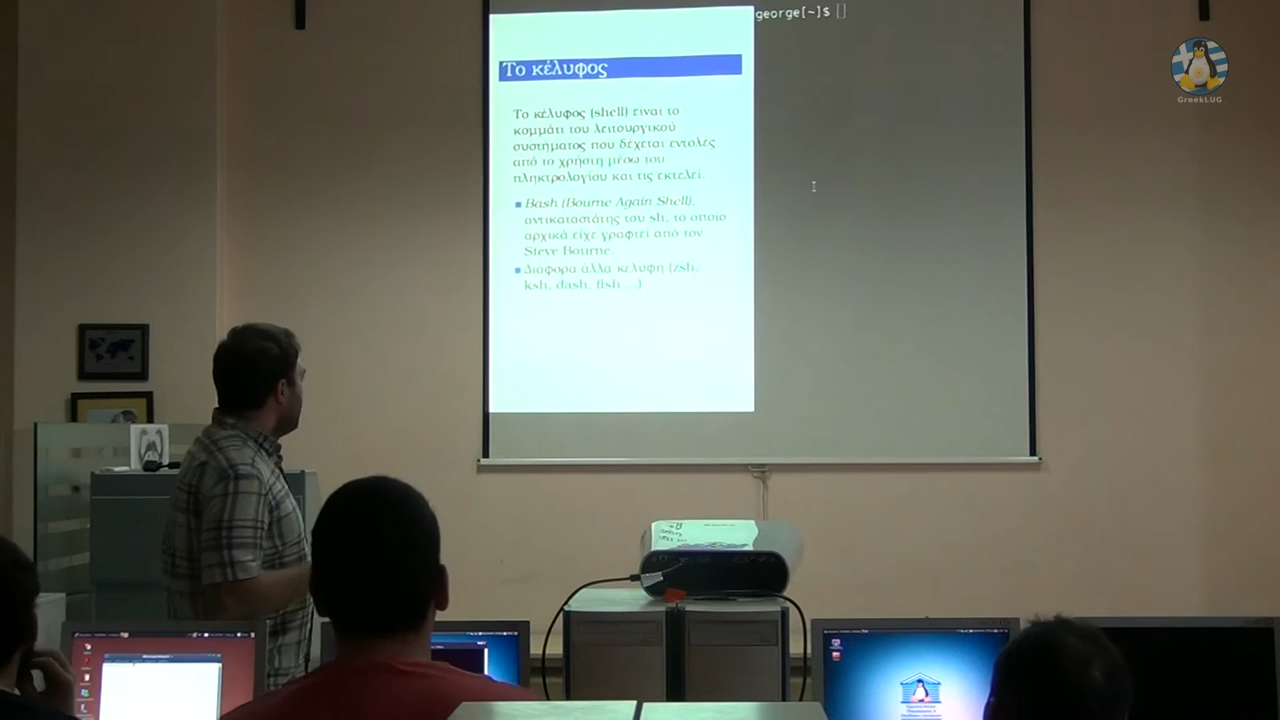 george[~]$
GreekLUG
Το κέλυφος
Το κέλυφος (shell) είναι το
κομμάτι του λειτουργικού
συστήματος που δέχεται εντολές
από το χρήστη μέσω του
πληκτρολογίου και τις εκτελεί.
Bash (Bourne Again Shell),
αντικαταστάτης του sh, το οποίο
αρχικά είχε γραφτεί από τον
Steve Bourne.
Διάφορα άλλα κελύφη (zsh,
ksh, dash, fish ...)